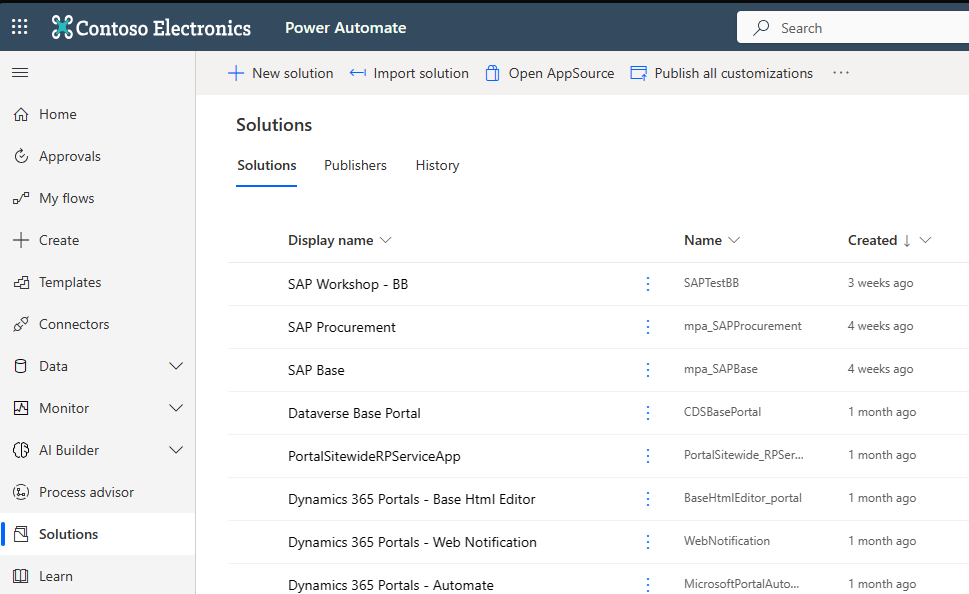 Contoso Electronics Power Automate Search
New solution Import solution Open AppSource Publish all customizations ...
Home
Approvals
My flows
Create
Templates
Connectors
Data
Monitor
AI Builder
Process advisor
Solutions
Learn
Solutions
Solutions Publishers History
Display name Name Created
SAP Workshop - BB SAPTestBB 3 weeks ago
SAP Procurement mpa_SAPProcurement 4 weeks ago
SAP Base mpa_SAPBase 4 weeks ago
Dataverse Base Portal CDSBasePortal 1 month ago
PortalSitewideRPServiceApp PortalSitewide_RPSer... 1 month ago
Dynamics 365 Portals - Base Html Editor BaseHtmlEditor_portal 1 month ago
Dynamics 365 Portals - Web Notification WebNotification 1 month ago
Dynamics 365 Portals - Automate MicrosoftPortalAuto... 1 month ago